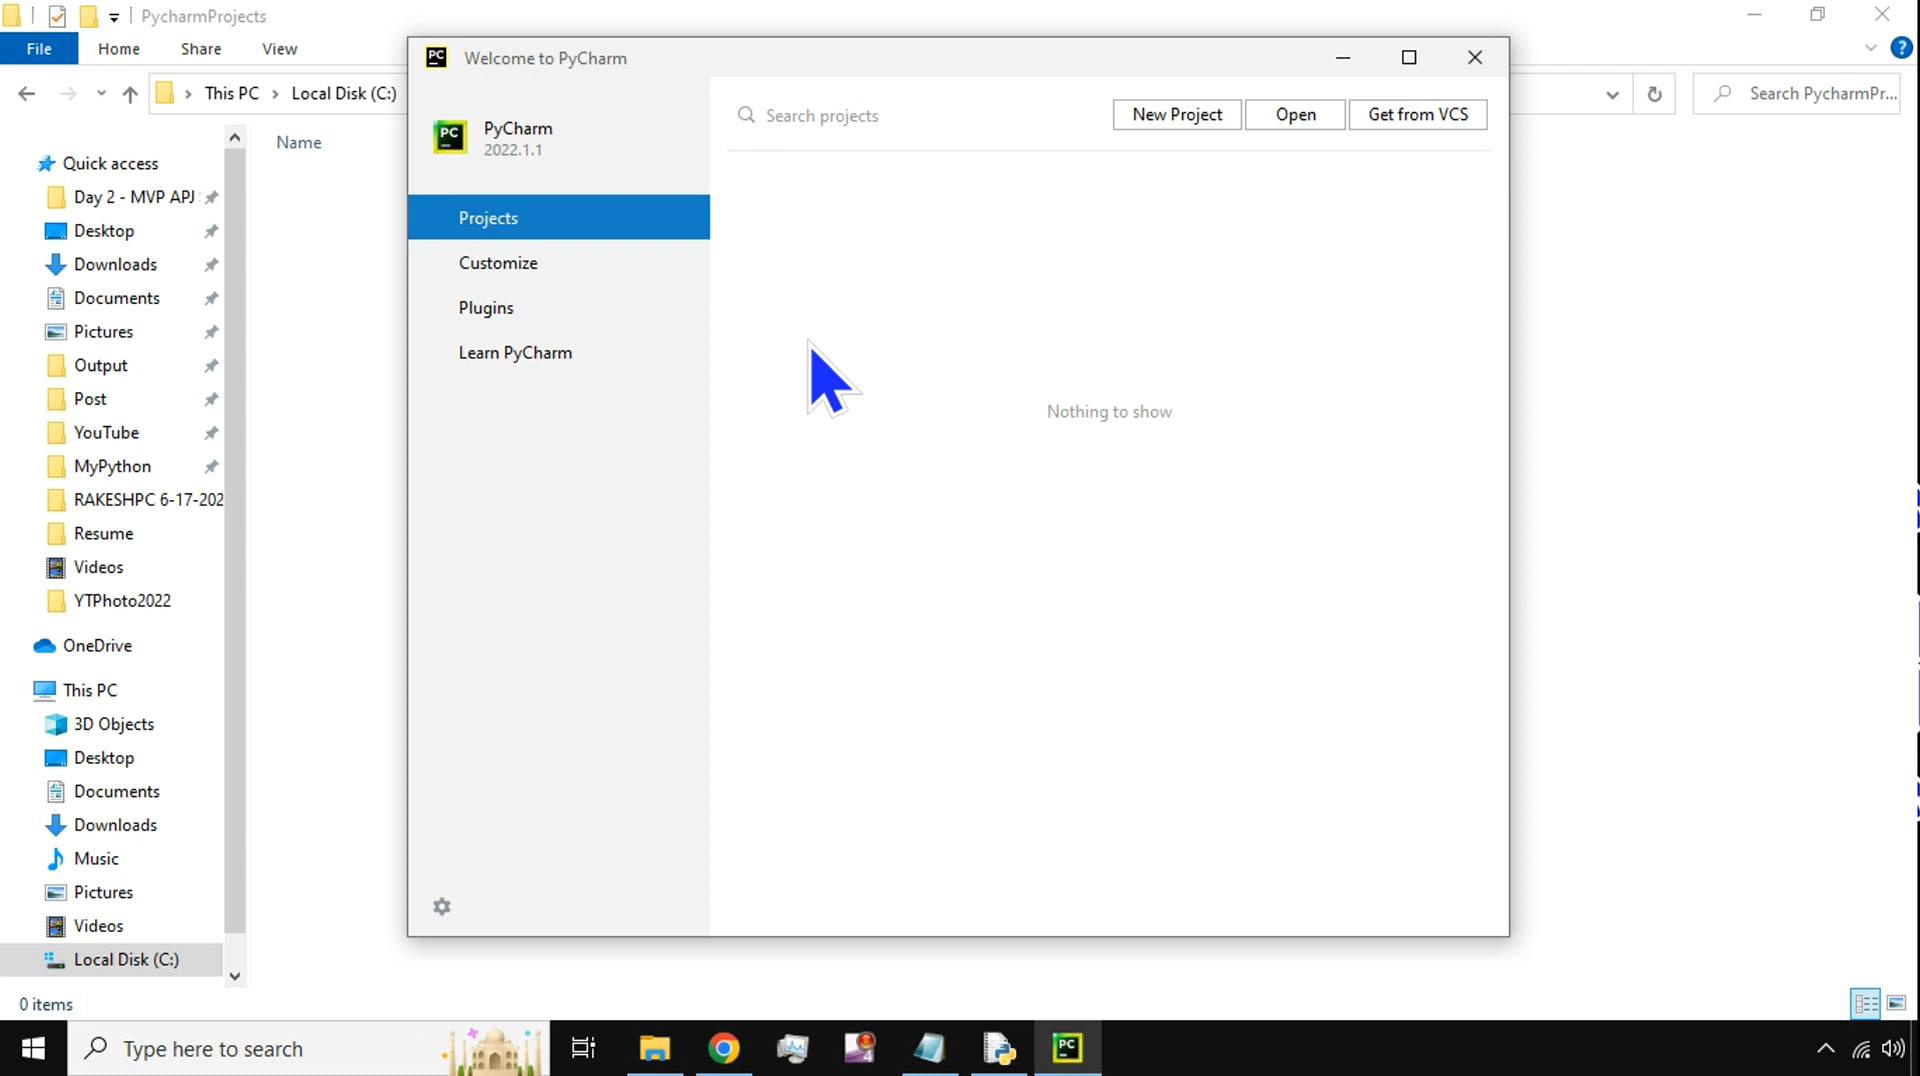 PycharmProjects
File
Home
Share
View
This PC
Local Disk (C:)
Search PycharmPr...
Quick access
Day 2 - MVP APJ
Desktop
Downloads
Documents
Pictures
Output
Post
YouTube
MyPython
RAKESHPC 6-17-202
Resume
Videos
YTPhoto2022
OneDrive
This PC
3D Objects
Desktop
Documents
Downloads
Music
Pictures
Videos
Local Disk (C:)
0 items
Name
PC
Welcome to PyCharm
PC
PyCharm
2022.1.1
Projects
Customize
Plugins
Learn PyCharm
Search projects
New Project
Open
Get from VCS
Nothing to show
Type here to search
4
PC